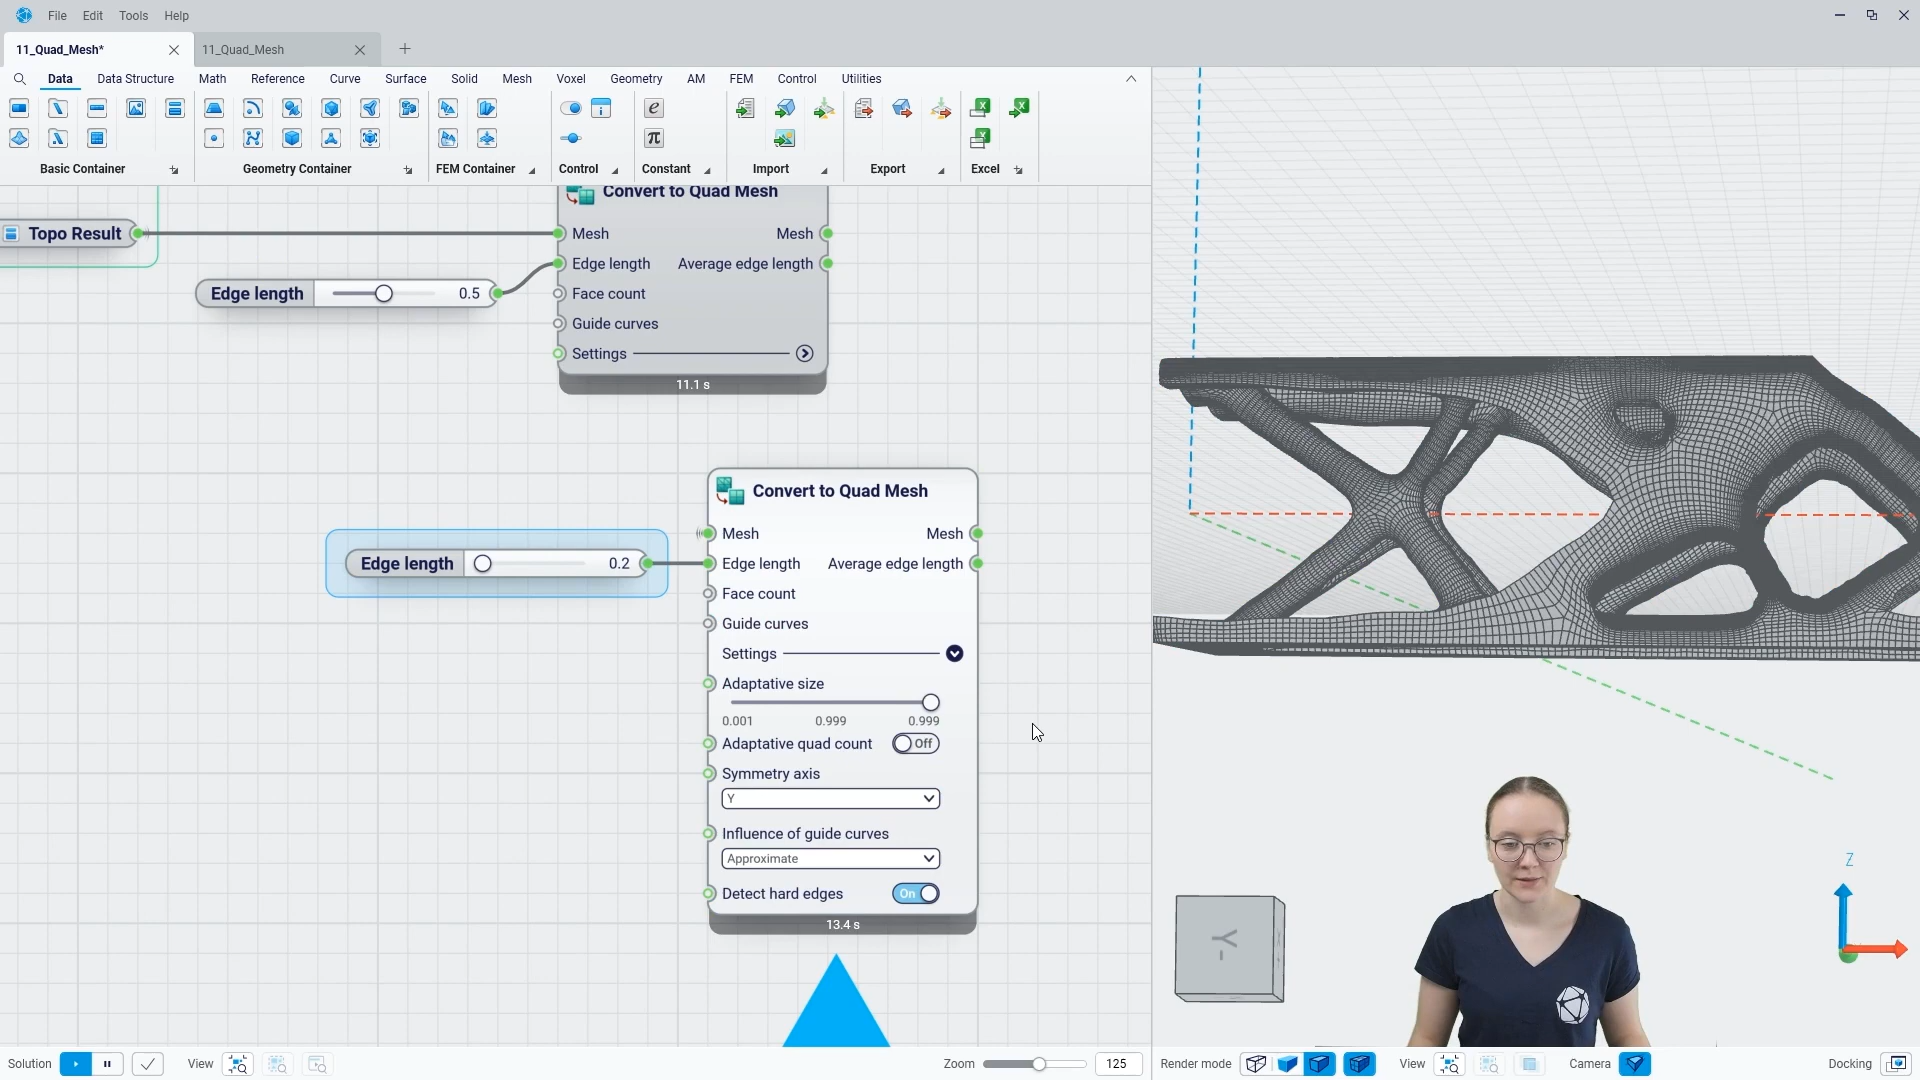 File Edit Tools Help
11_Quad_Mesh* 11_Quad_Mesh
Data Data Structure Math Reference Curve Surface Solid Mesh Voxel Geometry AM FEM Control Utilities
e
π
Basic Container Geometry Container FEM Container Control Constant Import Export Excel
Convert to Quad Mesh
Topo Result
Mesh Mesh
Edge length Average edge length
Edge length 0.5
Face count
Guide curves
Settings
11.1 s
Convert to Quad Mesh
Mesh Mesh
Edge length 0.2
Edge length Average edge length
Face count
Guide curves
Settings
Adaptative size
0.001 0.999 0.999
Adaptative quad count Off
Symmetry axis
Y
Influence of guide curves
Approximate
Detect hard edges On
13.4 s
Z
-Y
Solution View Zoom 125 Render mode View Camera Docking